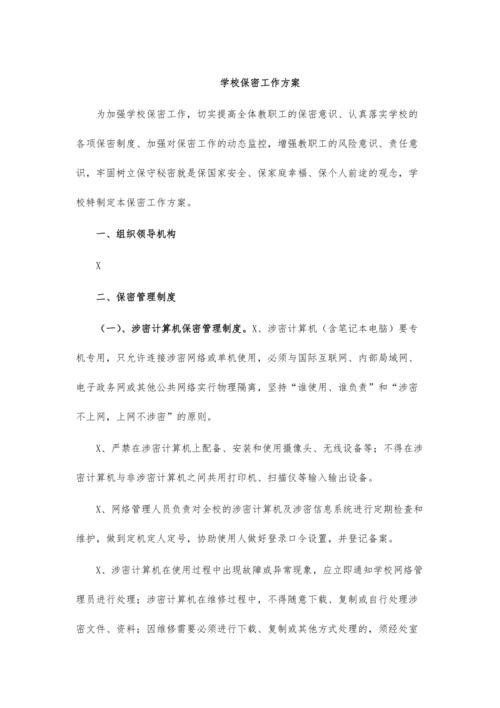 学校保密工作方案
为加强学校保密工作，切实提高全体教职工的保密意识、认真落实学校的
各项保密制度、加强对保密工作的动态监控，增强教职工的风险意识、责任意
识，牢固树立保守秘密就是保国家安全、保家庭幸福、保个人前途的观念，学
校特制定本保密工作方案。
一、组织领导机构
X
二、保密管理制度
（一）、涉密计算机保密管理制度。X、涉密计算机（含笔记本电脑）要专
机专用，只允许连接涉密网络或单机使用，必须与国际互联网、内部局域网、
电子政务网或其他公共网络实行物理隔离，坚持“谁使用、谁负责”和“涉密
不上网，上网不涉密”的原则。
X、严禁在涉密计算机上配备、安装和使用摄像头、无线设备等；不得在涉
密计算机与非涉密计算机之间共用打印机、扫描仪等输入输出设备。
X、网络管理人员负责对全校的涉密计算机及涉密信息系统进行定期检查和
维护，做到定机定人定号，协助使用人做好登录口令设置，并登记备案。
X、涉密计算机在使用过程中出现故障或异常现象，应立即通知学校网络管
理员进行处理；涉密计算机在维修过程中，不得随意下载、复制或自行处理涉
密文件、资料；因维修需要必须进行下载、复制或其他方式处理的，须经处室